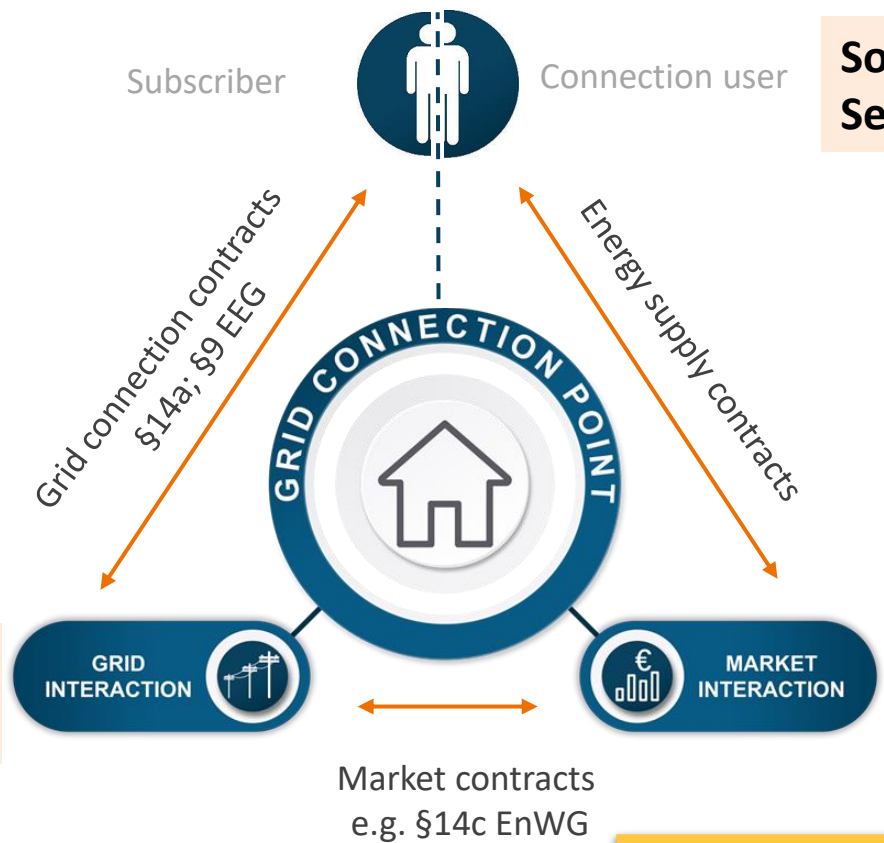 Subscriber
Connection user
So
Se
Grid connection contracts
§14a; §9 EEG
Energy supply contracts
GRID CONNECTION POINT
GRID
INTERACTION
€
MARKET
INTERACTION
Market contracts
e.g. §14c EnWG